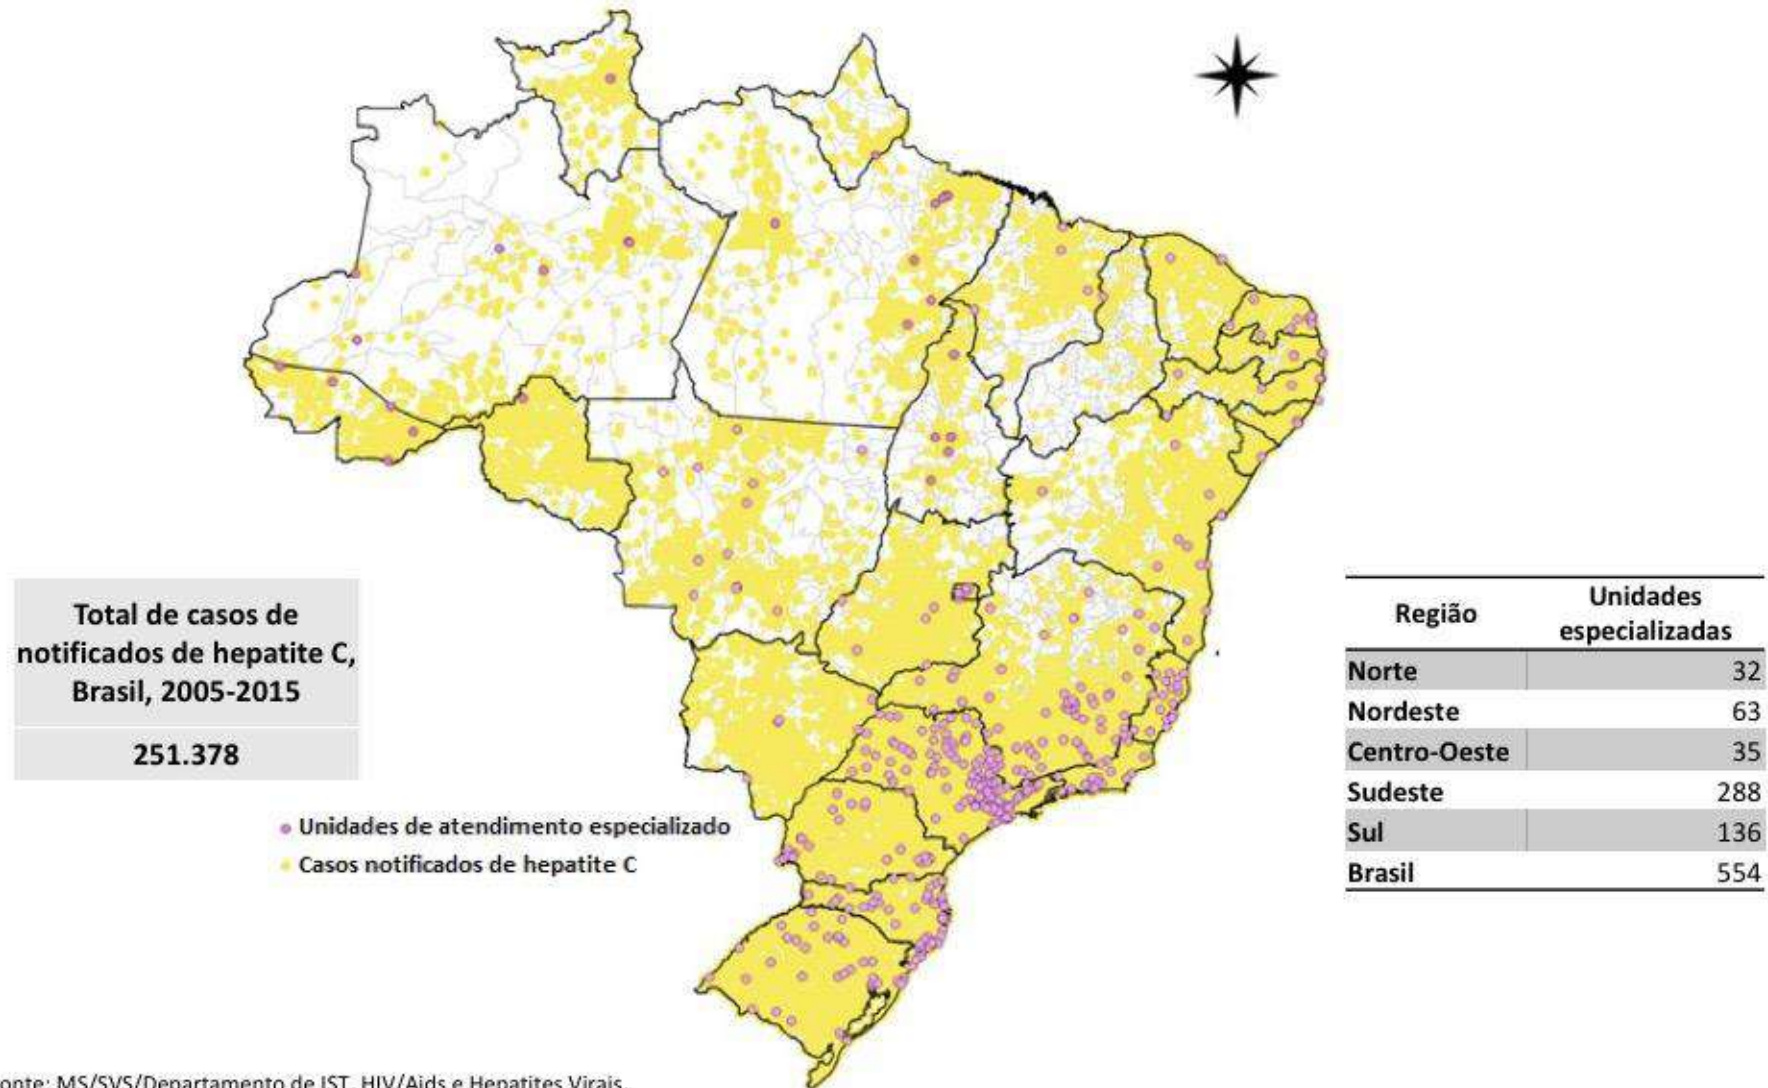 Total de casos de
notificados de hepatite C,
Brasil, 2005-2015
251.378
Unidades de atendimento especializado
Casos notificados de hepatite C
Região Unidades especializadas
Norte 32
Nordeste 63
Centro-Oeste 35
Sudeste 288
Sul 136
Brasil 554
onte: MS/SVS/Departamento de IST, HIV/Aids e Hepatites Virais.